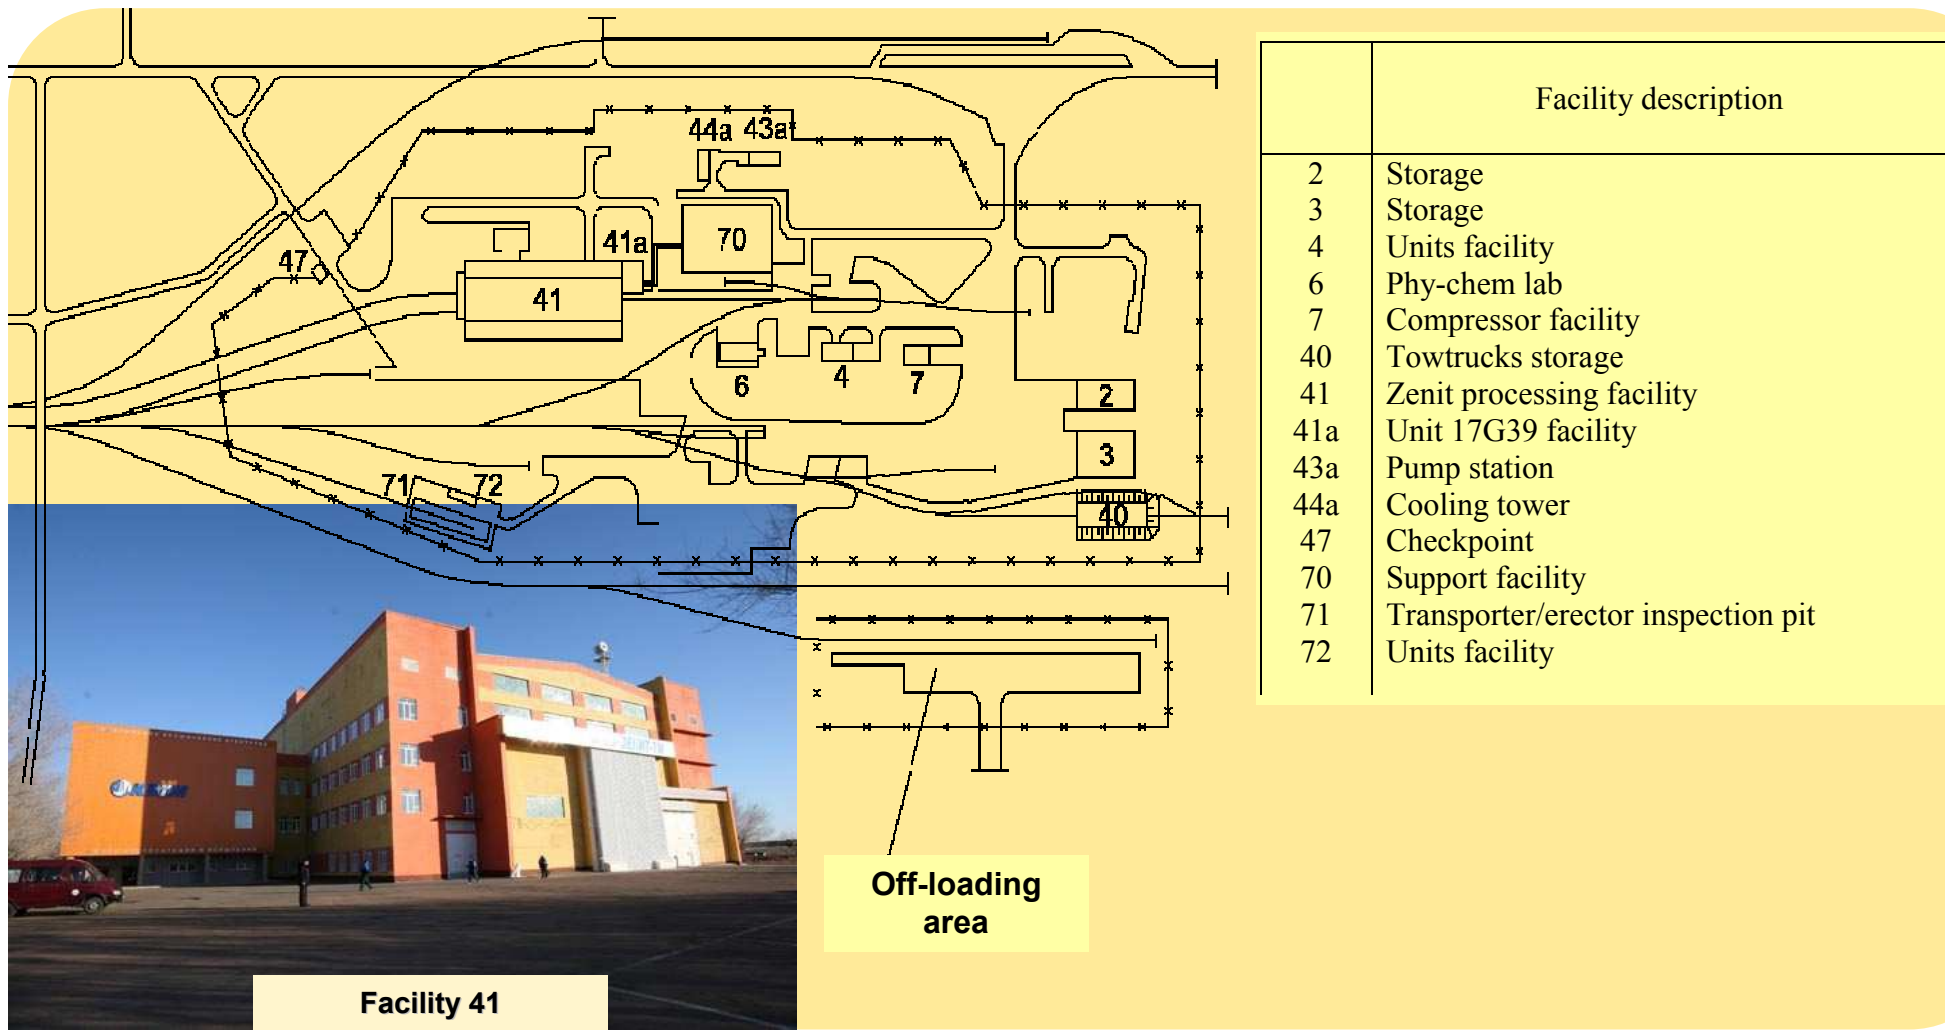 44a 43a
47
41a
70
41
6
4
7
2
3
71
72
40
Facility description
2 Storage
3 Storage
4 Units facility
6 Phy-chem lab
7 Compressor facility
40 Towtrucks storage
41 Zenit processing facility
41a Unit 17G39 facility
43a Pump station
44a Cooling tower
47 Checkpoint
70 Support facility
71 Transporter/erector inspection pit
72 Units facility
Off-loading
area
Facility 41